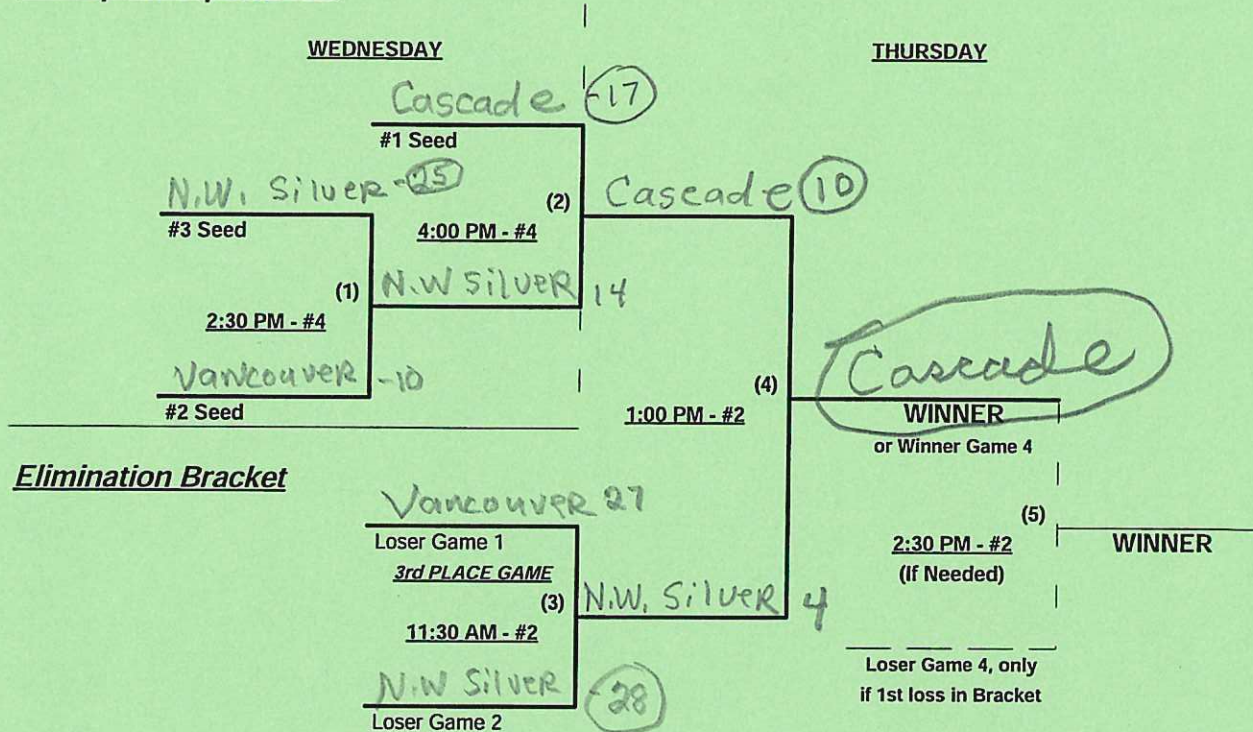 WEDNESDAY
THURSDAY
Cascade -17
#1 Seed
N.W. Silver -25
#3 Seed
(2)
4:00 PM - #4
Cascade 10
(1)
2:30 PM - #4
N.W Silver 14
Vancouver -10
#2 Seed
(4)
1:00 PM - #2
Cascade
WINNER
or Winner Game 4
Elimination Bracket
Vancouver 27
Loser Game 1
3rd PLACE GAME
(3)
11:30 AM - #2
N.W. Silver 4
(5)
2:30 PM - #2
(If Needed)
WINNER
N.W Silver -28
Loser Game 2
Loser Game 4, only
if 1st loss in Bracket